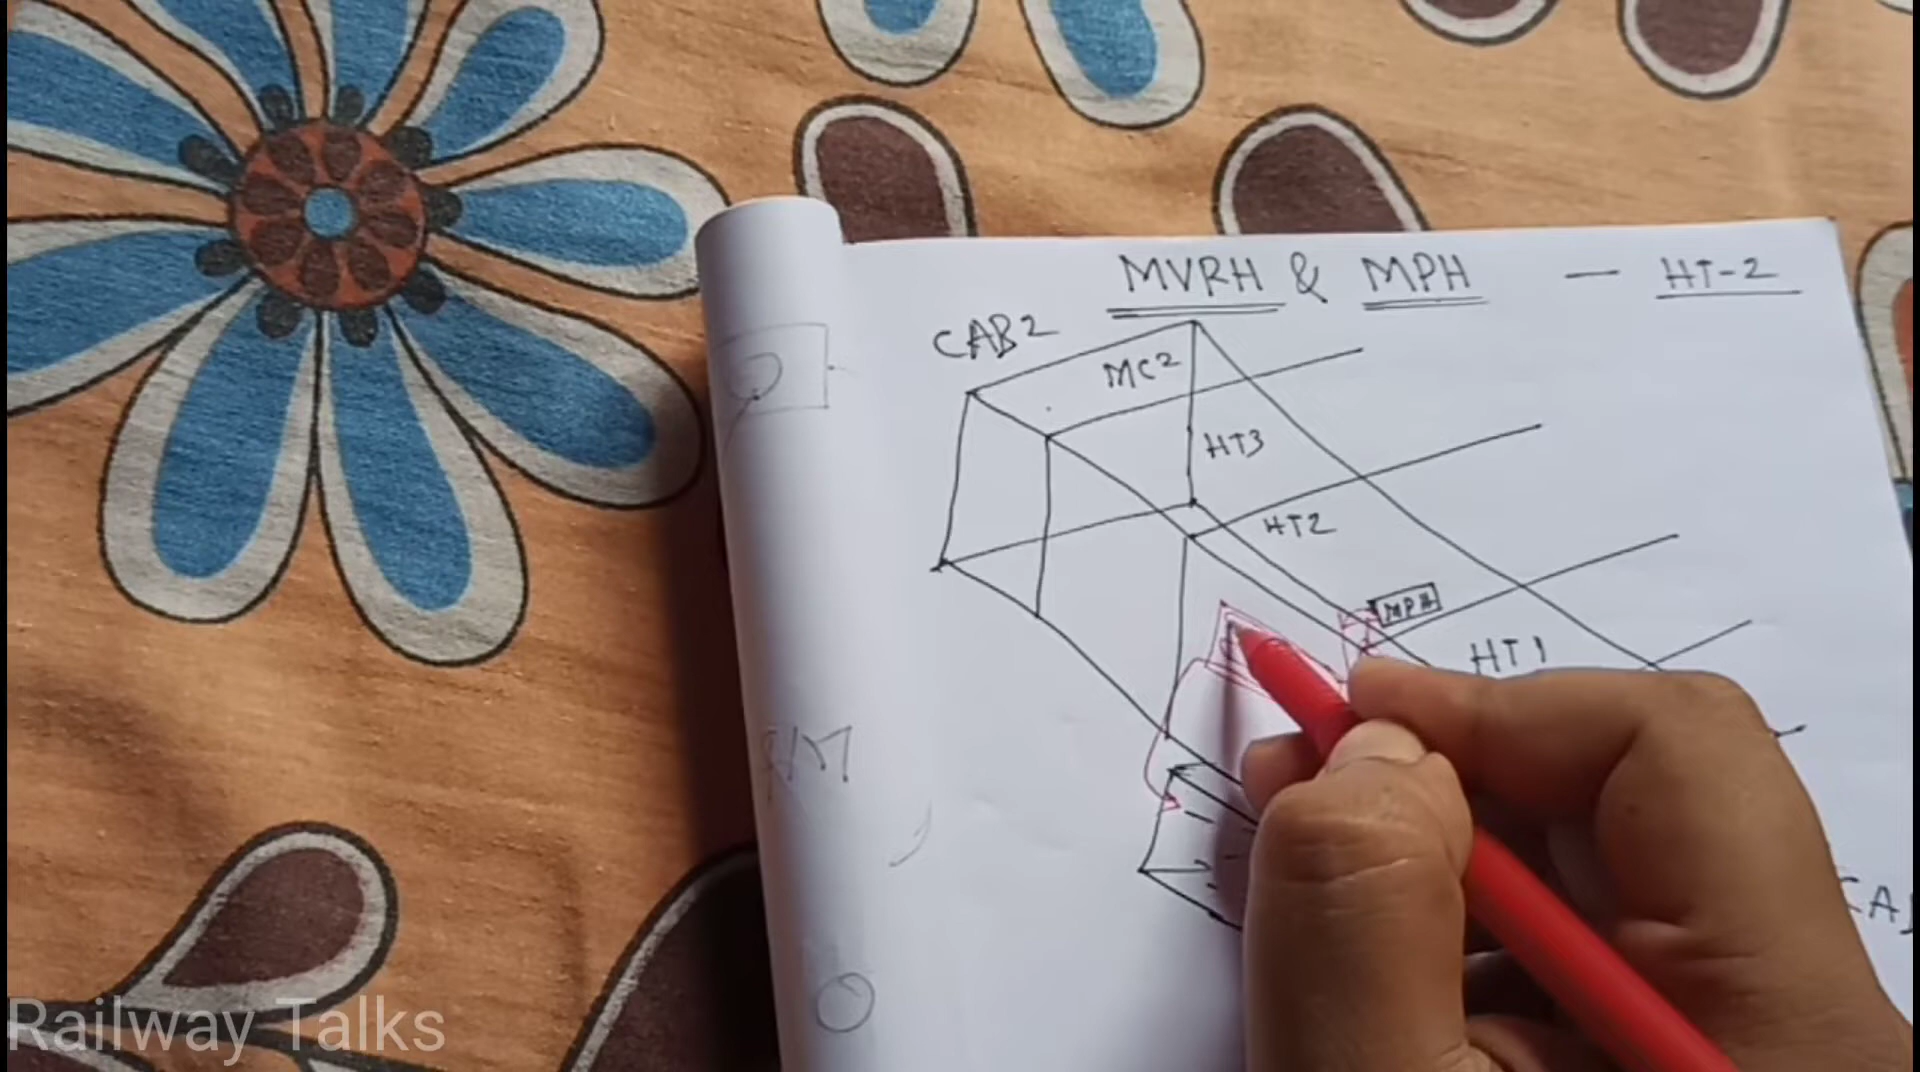 MVRH & MPH — HT-2
CAB2
MC2
HT3
HT2
MPH
HT1
R/M
Railway Talks